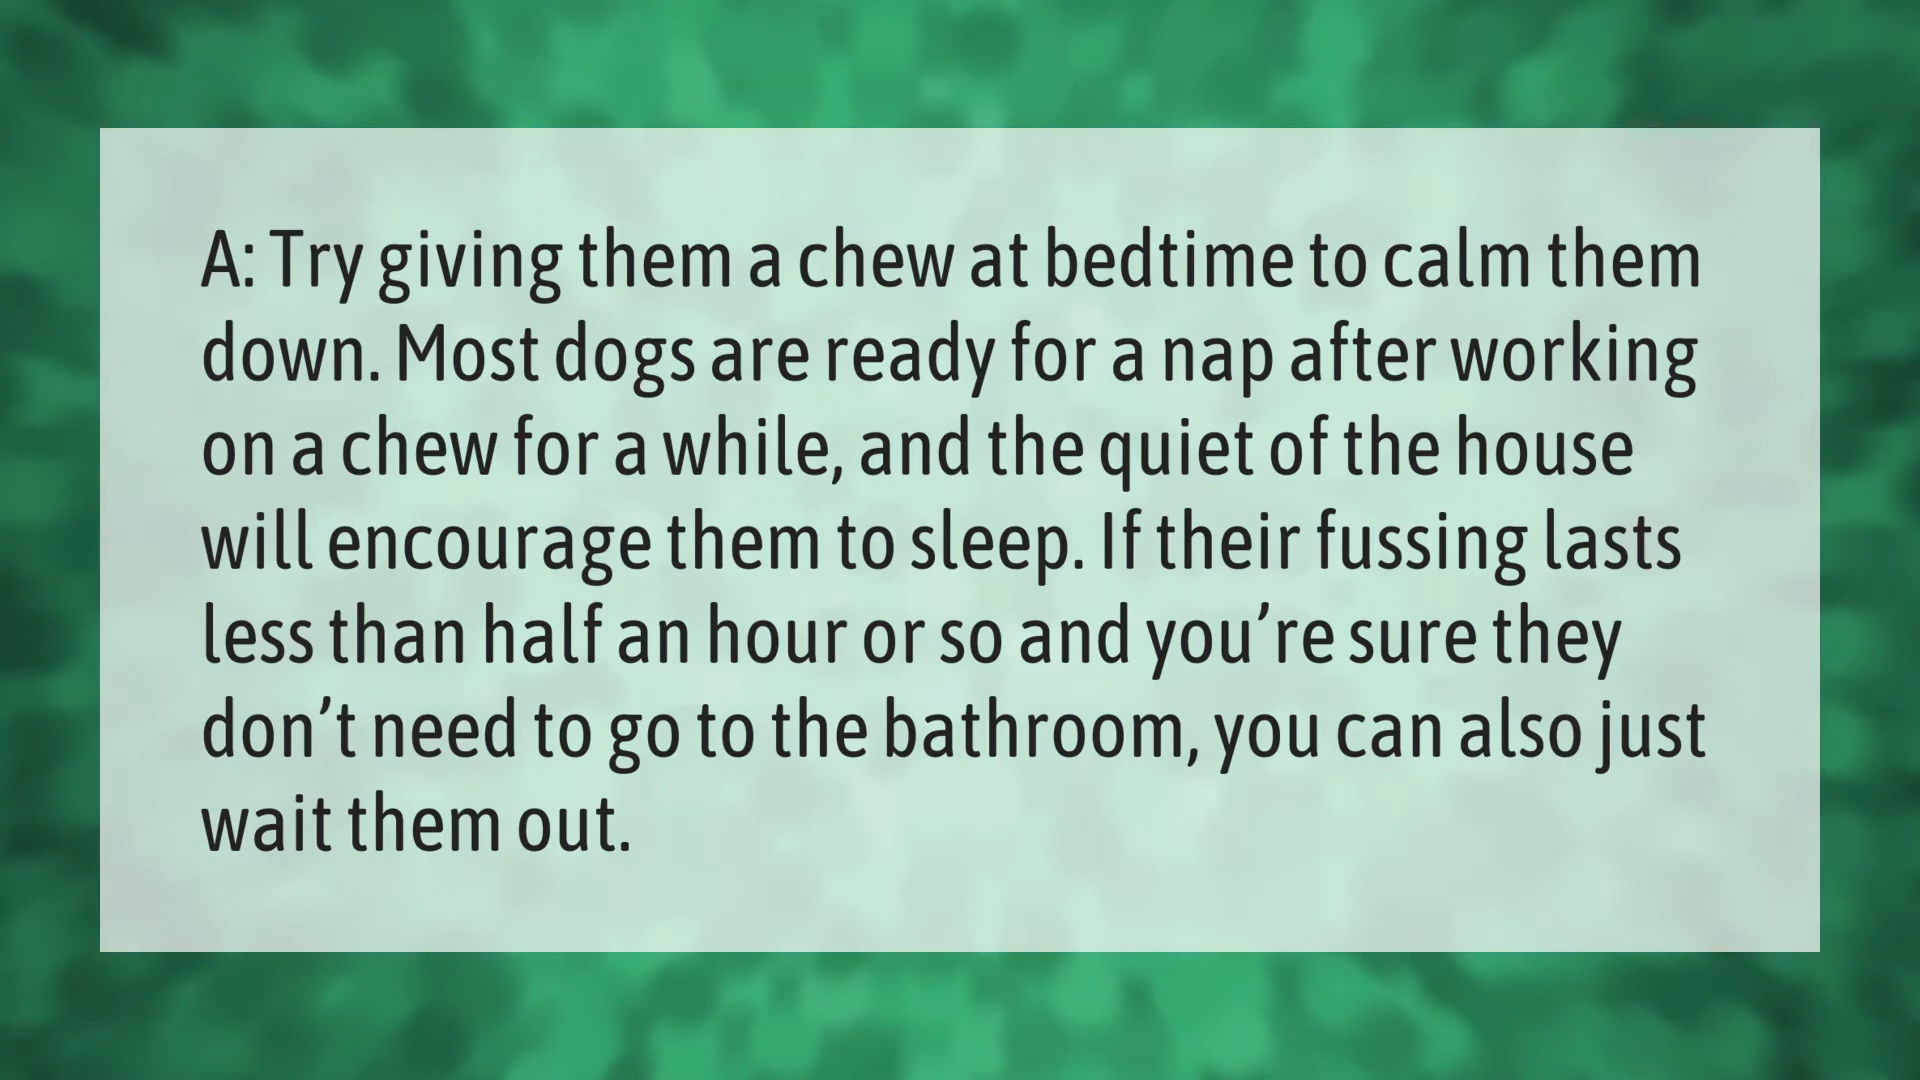 A: Try giving them a chew at bedtime to calm them
down. Most dogs are ready for a nap after working
on a chew for a while, and the quiet of the house
will encourage them to sleep. If their fussing lasts
less than half an hour or so and you’re sure they
don’t need to go to the bathroom, you can also just
wait them out.